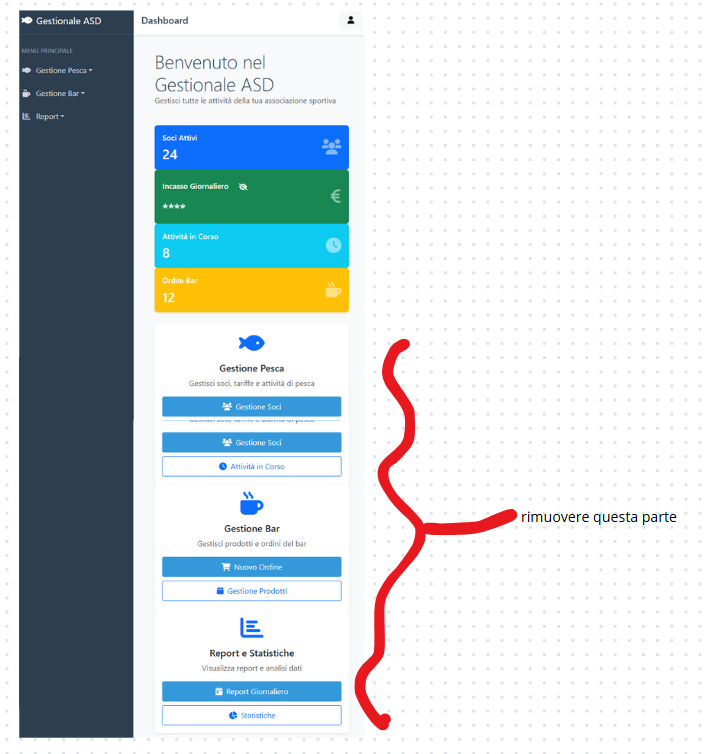 Gestionale ASD
Dashboard
MENU PRINCIPALE
Gestione Pesca
Gestione Bar
Report
Benvenuto nel
Gestionale ASD
Gestisci tutte le attività della tua associazione sportiva
Soci Attivi
24
Incasso Giornaliero
****
Attività in Corso
8
Ordini Bar
12
Gestione Pesca
Gestisci soci, tariffe e attività di pesca
Gestione Soci
Gestisci soci, tariffe e attività di pesca
Gestione Soci
Attività in Corso
Gestione Bar
Gestisci prodotti e ordini del bar
Nuovo Ordine
Gestione Prodotti
Report e Statistiche
Visualizza report e analisi dati
Report Giornaliero
Statistiche
rimuovere questa parte